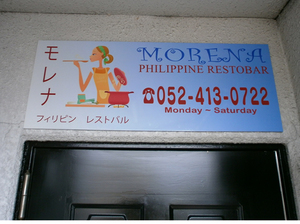 モレナ
MORENA
PHILIPPINE RESTOBAR
☎052-413-0722
Monday ~ Saturday
フィリピン レストバル